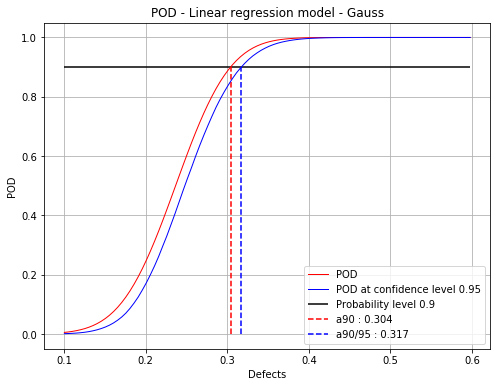 POD - Linear regression model - Gauss
1.0
0.8
0.6
0.4
0.2
0.0
POD
0.1 0.2 0.3 0.4 0.5 0.6
Defects
POD
POD at confidence level 0.95
Probability level 0.9
a90 : 0.304
a90/95 : 0.317